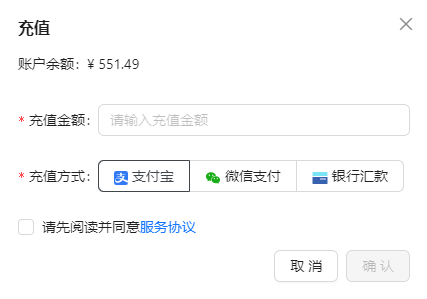 充值
账户余额：¥ 551.49
* 充值金额： 请输入充值金额
* 充值方式： 支付宝 微信支付 银行汇款
请先阅读并同意服务协议
取 消 确 认